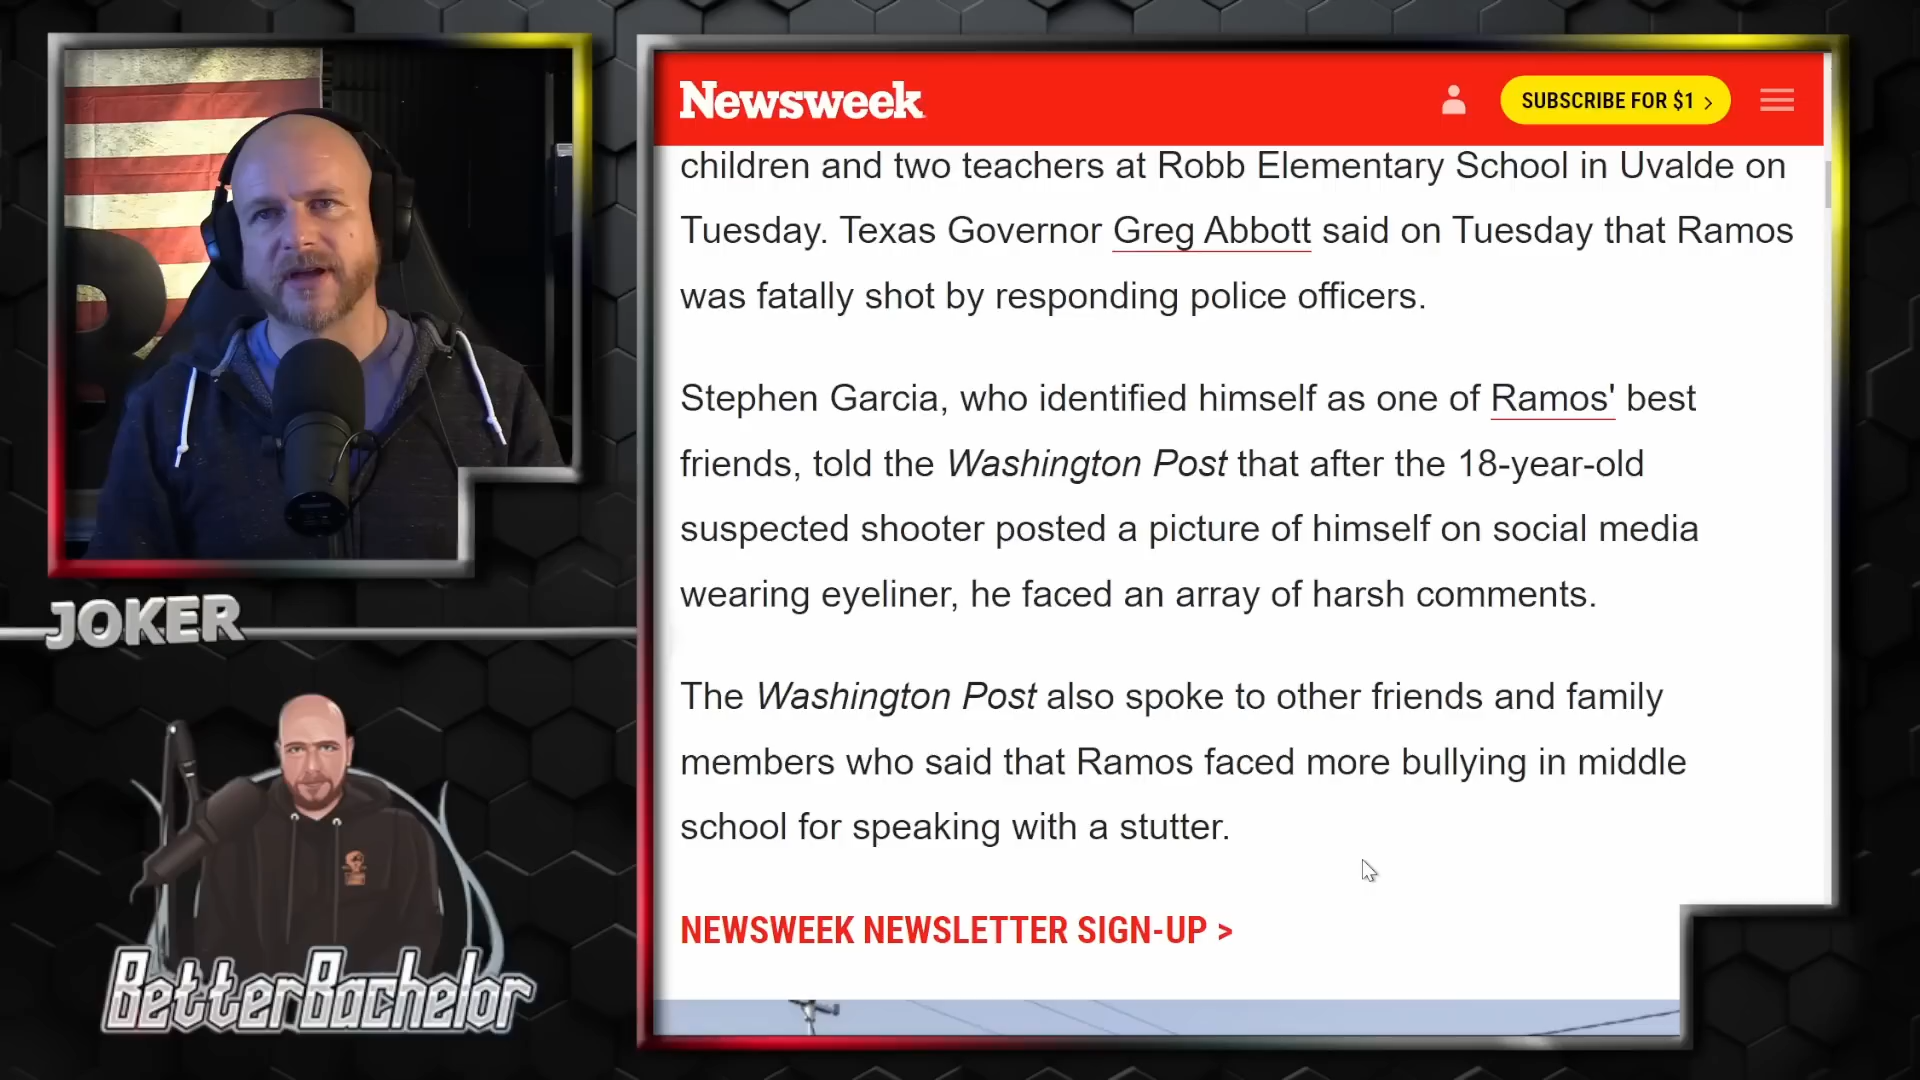 Newsweek
SUBSCRIBE FOR $1 >
children and two teachers at Robb Elementary School in Uvalde on
Tuesday. Texas Governor Greg Abbott said on Tuesday that Ramos
was fatally shot by responding police officers.
Stephen Garcia, who identified himself as one of Ramos' best
friends, told the Washington Post that after the 18-year-old
suspected shooter posted a picture of himself on social media
wearing eyeliner, he faced an array of harsh comments.
The Washington Post also spoke to other friends and family
members who said that Ramos faced more bullying in middle
school for speaking with a stutter.
NEWSWEEK NEWSLETTER SIGN-UP >
JOKER
BetterBachelor